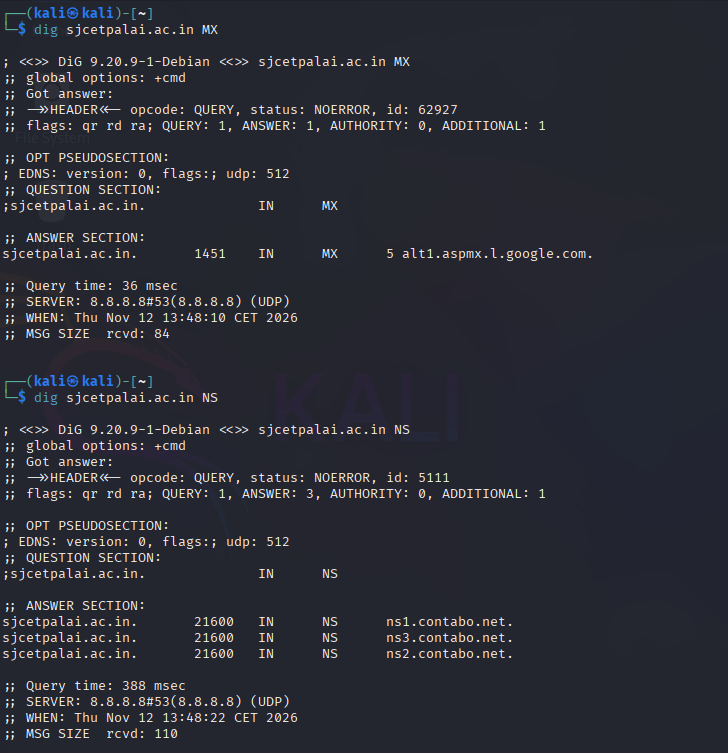 ┌──(kali㉿kali)-[~]
└─$ dig sjcetpalai.ac.in MX

; <<>> DiG 9.20.9-1-Debian <<>> sjcetpalai.ac.in MX
;; global options: +cmd
;; Got answer:
;; ->>HEADER<<- opcode: QUERY, status: NOERROR, id: 62927
;; flags: qr rd ra; QUERY: 1, ANSWER: 1, AUTHORITY: 0, ADDITIONAL: 1
File System

;; OPT PSEUDOSECTION:
; EDNS: version: 0, flags:; udp: 512
;; QUESTION SECTION:
;sjcetpalai.ac.in.		IN	MX

;; ANSWER SECTION:
sjcetpalai.ac.in.	1451	IN	MX	5 alt1.aspmx.l.google.com.

;; Query time: 36 msec
;; SERVER: 8.8.8.8#53(8.8.8.8) (UDP)
;; WHEN: Thu Nov 12 13:48:10 CET 2026
;; MSG SIZE  rcvd: 84

┌──(kali㉿kali)-[~]
└─$ dig sjcetpalai.ac.in NS
KALI

; <<>> DiG 9.20.9-1-Debian <<>> sjcetpalai.ac.in NS
;; global options: +cmd
;; Got answer:
;; ->>HEADER<<- opcode: QUERY, status: NOERROR, id: 5111
;; flags: qr rd ra; QUERY: 1, ANSWER: 3, AUTHORITY: 0, ADDITIONAL: 1

;; OPT PSEUDOSECTION:
; EDNS: version: 0, flags:; udp: 512
;; QUESTION SECTION:
;sjcetpalai.ac.in.		IN	NS

;; ANSWER SECTION:
sjcetpalai.ac.in.	21600	IN	NS	ns1.contabo.net.
sjcetpalai.ac.in.	21600	IN	NS	ns3.contabo.net.
sjcetpalai.ac.in.	21600	IN	NS	ns2.contabo.net.

;; Query time: 388 msec
;; SERVER: 8.8.8.8#53(8.8.8.8) (UDP)
;; WHEN: Thu Nov 12 13:48:22 CET 2026
;; MSG SIZE  rcvd: 110